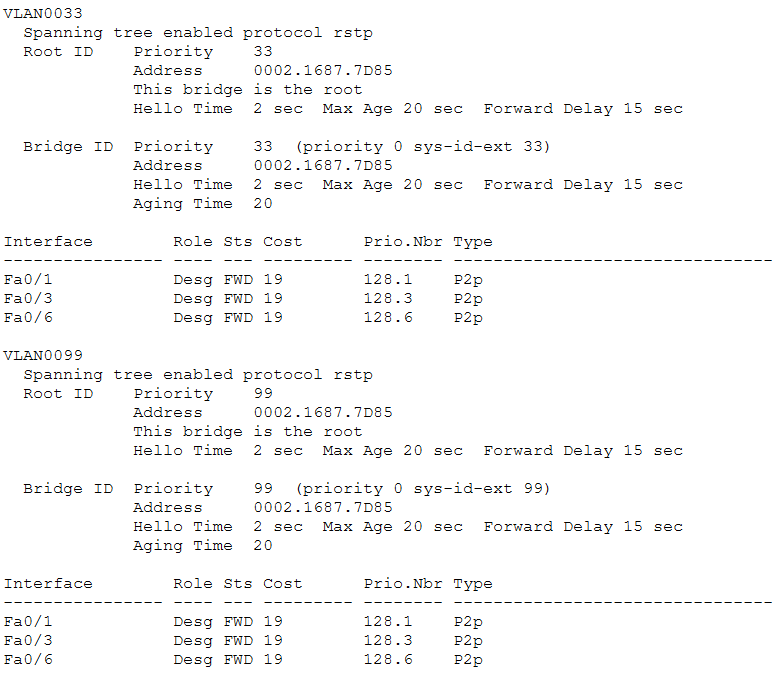 VLAN0033
  Spanning tree enabled protocol rstp
  Root ID    Priority    33
             Address     0002.1687.7D85
             This bridge is the root
             Hello Time  2 sec  Max Age 20 sec  Forward Delay 15 sec

  Bridge ID  Priority    33  (priority 0 sys-id-ext 33)
             Address     0002.1687.7D85
             Hello Time  2 sec  Max Age 20 sec  Forward Delay 15 sec
             Aging Time  20

Interface        Role Sts Cost      Prio.Nbr Type
---------------- ---- --- --------- -------- --------------------------------
Fa0/1            Desg FWD 19        128.1    P2p
Fa0/3            Desg FWD 19        128.3    P2p
Fa0/6            Desg FWD 19        128.6    P2p

VLAN0099
  Spanning tree enabled protocol rstp
  Root ID    Priority    99
             Address     0002.1687.7D85
             This bridge is the root
             Hello Time  2 sec  Max Age 20 sec  Forward Delay 15 sec

  Bridge ID  Priority    99  (priority 0 sys-id-ext 99)
             Address     0002.1687.7D85
             Hello Time  2 sec  Max Age 20 sec  Forward Delay 15 sec
             Aging Time  20

Interface        Role Sts Cost      Prio.Nbr Type
---------------- ---- --- --------- -------- --------------------------------
Fa0/1            Desg FWD 19        128.1    P2p
Fa0/3            Desg FWD 19        128.3    P2p
Fa0/6            Desg FWD 19        128.6    P2p